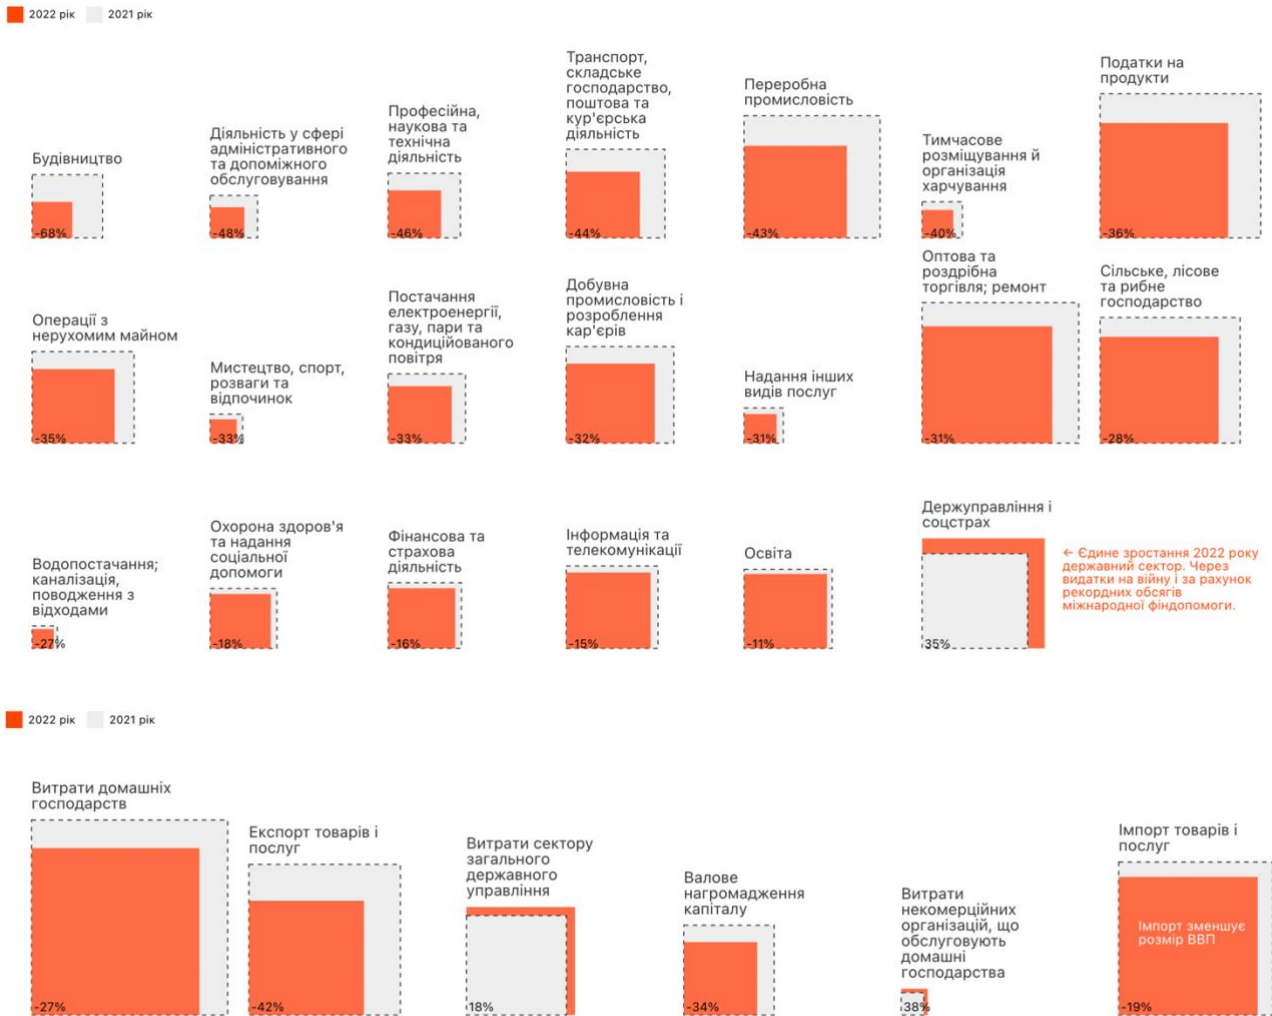 2022 рік
2021 рік
Будівництво
-68%
Діяльність у сфері
адміністративного
та допоміжного
обслуговування
-48%
Професійна,
наукова та
технічна
діяльність
-46%
Транспорт,
складське
господарство,
поштова та
кур'єрська
діяльність
-44%
Переробна
промисловість
-43%
Тимчасове
розміщування й
організація
харчування
-40%
Податки на
продукти
-36%
Операції з
нерухомим майном
-35%
Мистецтво, спорт,
розваги та
відпочинок
-33%
Постачання
електроенергії,
газу, пари та
кондиційованого
повітря
-33%
Добувна
промисловість і
розроблення
кар'єрів
-32%
Надання інших
видів послуг
-31%
Оптова та
роздрібна
торгівля; ремонт
-31%
Сільське, лісове
та рибне
господарство
-28%
Водопостачання;
каналізація,
поводження з
відходами
-27%
Охорона здоров'я
та надання
соціальної
допомоги
-18%
Фінансова та
страхова
діяльність
-16%
Інформація та
телекомунікації
-15%
Освіта
-11%
Держуправління і
соцстрах
35%
← Єдине зростання 2022 року
державний сектор. Через
видатки на війну і за рахунок
рекордних обсягів
міжнародної фіндопомоги.
2022 рік
2021 рік
Витрати домашніх
господарств
-27%
Експорт товарів і
послуг
-42%
Витрати сектору
загального
державного
управління
18%
Валове
нагромадження
капіталу
-34%
Витрати
некомерційних
організацій, що
обслуговують
домашні
господарства
38%
Імпорт товарів і
послуг
Імпорт зменшує
розмір ВВП
-19%